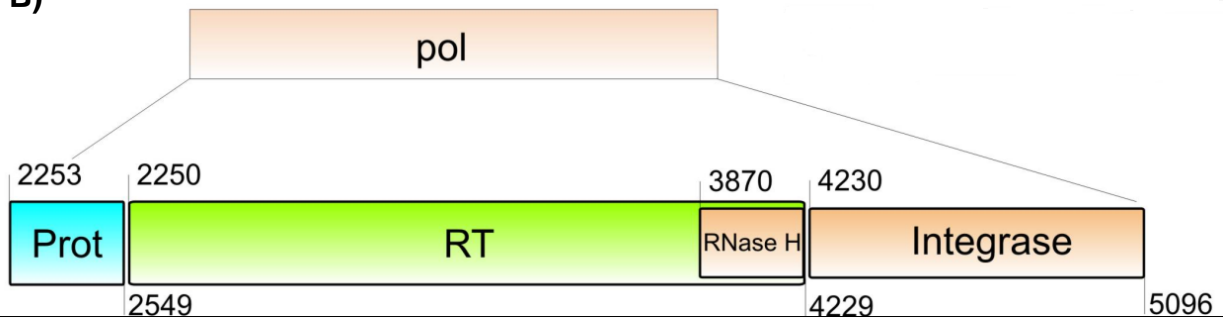 B)
pol
2253 2250 3870 4230
Prot RT RNase H Integrase
2549 4229 5096